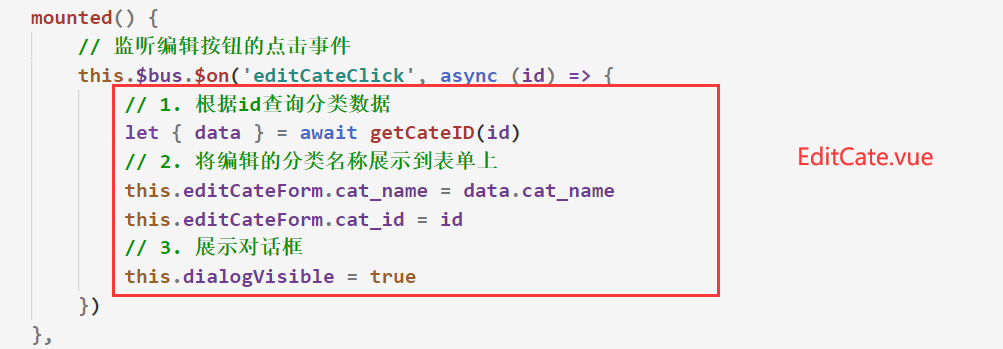 mounted() {
// 监听编辑按钮的点击事件
this.$bus.$on('editCateClick', async (id) => {
// 1. 根据id查询分类数据
let { data } = await getCateID(id)
// 2. 将编辑的分类名称展示到表单上
this.editCateForm.cat_name = data.cat_name
this.editCateForm.cat_id = id
// 3. 展示对话框
this.dialogVisible = true
})
},
EditCate.vue